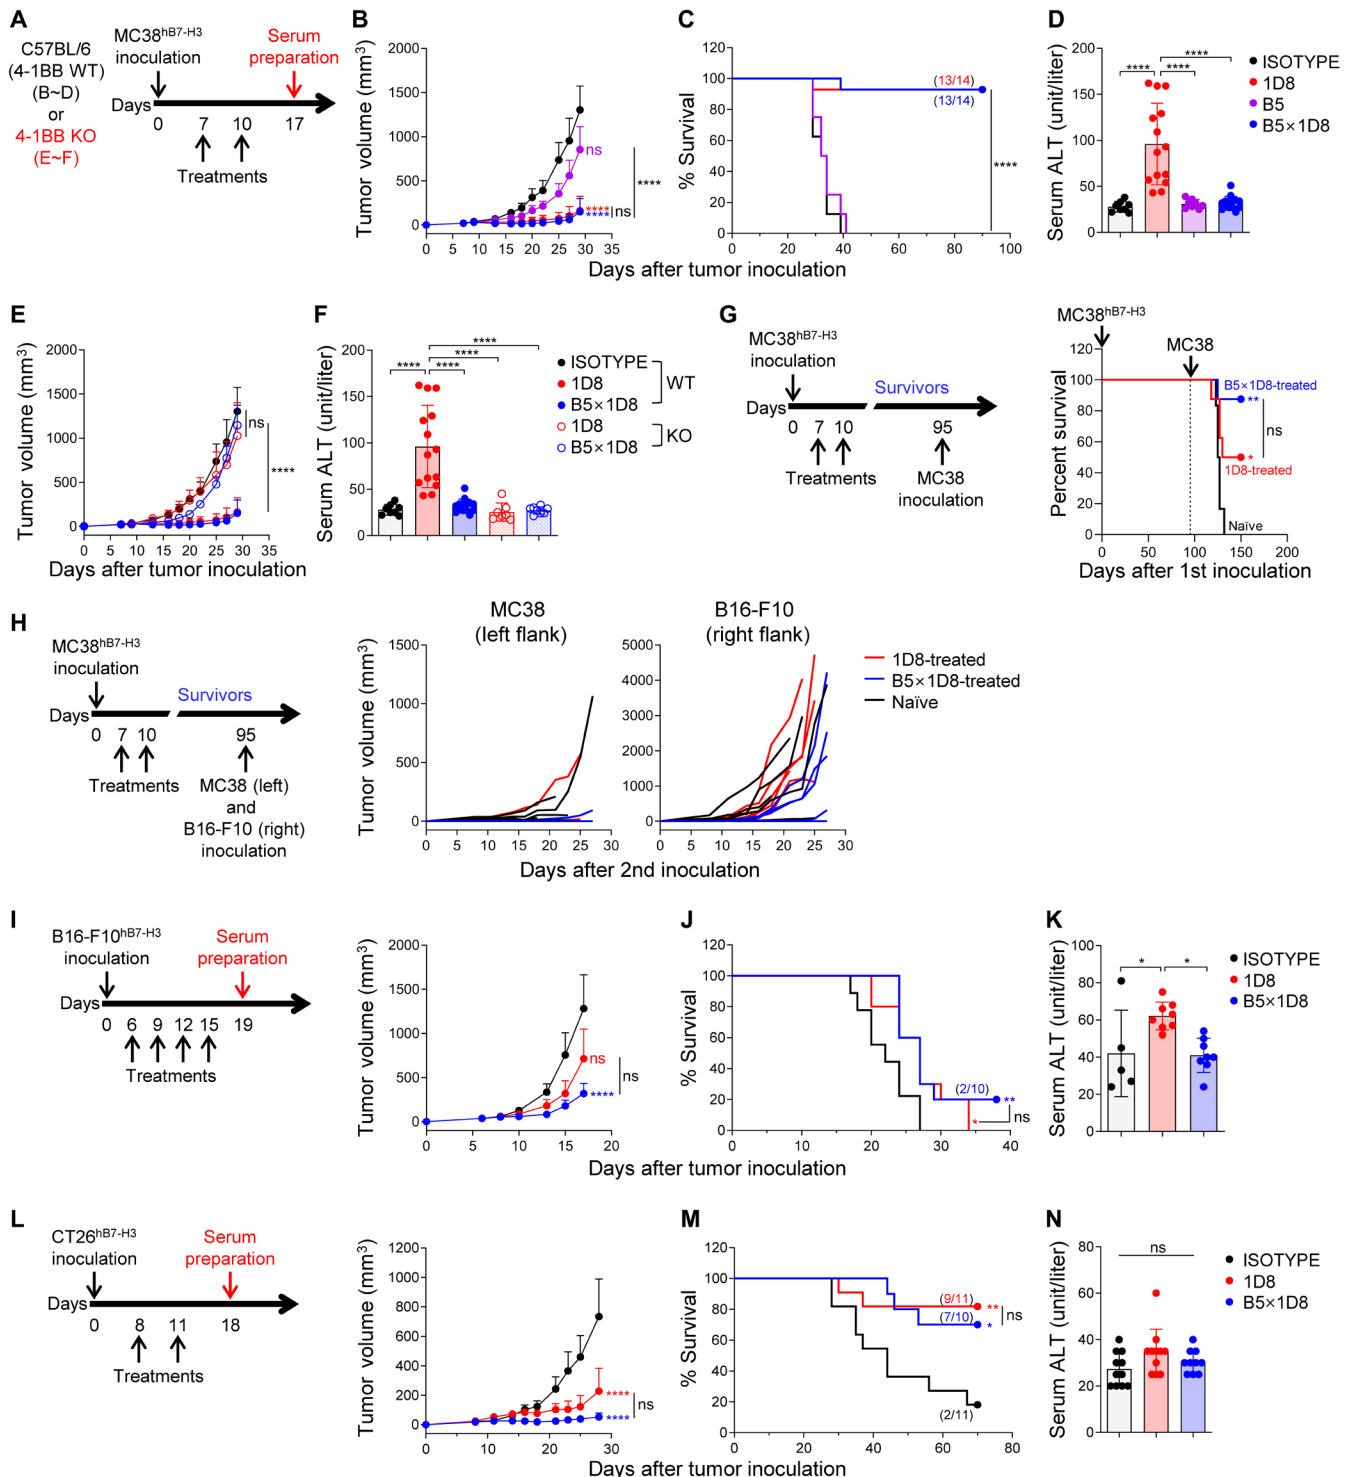 A
C57BL/6
(4-1BB WT)
(B~D)
or
4-1BB KO
(E~F)
MC38hB7-H3
inoculation
Serum
preparation
Days
0 7 10 17
Treatments
B
Tumor volume (mm3)
2000
1500
1000
500
0
ns
****
****
ns
****
0 5 10 15 20 25 30 35
C
% Survival
120
100
80
60
40
20
0
(13/14)
(13/14)
****
0 20 40 60 80 100
Days after tumor inoculation
D
Serum ALT (unit/liter)
200
150
100
50
0
****
**** ****
ISOTYPE
1D8
B5
B5×1D8
E
Tumor volume (mm3)
2000
1500
1000
500
0
ns
****
0 5 10 15 20 25 30 35
Days after tumor inoculation
F
Serum ALT (unit/liter)
200
150
100
50
0
****
****
**** ****
ISOTYPE
1D8
B5×1D8
WT
1D8
B5×1D8
KO
G
MC38hB7-H3
inoculation
Survivors
Days
0 7 10 95
Treatments
MC38
inoculation
MC38hB7-H3
MC38
Percent survival
120
100
80
60
40
20
0
B5×1D8-treated
**
ns
*
1D8-treated
Naïve
0 50 100 150 200
Days after 1st inoculation
H
MC38hB7-H3
inoculation
Survivors
Days
0 7 10 95
Treatments
MC38 (left)
and
B16-F10 (right)
inoculation
MC38
(left flank)
Tumor volume (mm3)
1500
1000
500
0
0 5 10 15 20 25 30
B16-F10
(right flank)
5000
4000
3000
2000
1000
0
0 5 10 15 20 25 30
Days after 2nd inoculation
1D8-treated
B5×1D8-treated
Naïve
I
B16-F10hB7-H3
inoculation
Serum
preparation
Days
0 6 9 12 15 19
Treatments
Tumor volume (mm3)
2000
1500
1000
500
0
ns
****
ns
0 5 10 15 20
J
% Survival
120
100
80
60
40
20
0
(2/10)
**
*
ns
0 10 20 30 40
Days after tumor inoculation
K
Serum ALT (unit/liter)
100
80
60
40
20
0
* *
ISOTYPE
1D8
B5×1D8
L
CT26hB7-H3
inoculation
Serum
preparation
Days
0 8 11 18
Treatments
Tumor volume (mm3)
1200
1000
800
600
400
200
0
****
****
ns
0 5 10 15 20 25 30
M
% Survival
120
100
80
60
40
20
0
(9/11)
(7/10)
(2/11)
**
*
ns
0 20 40 60 80
Days after tumor inoculation
N
Serum ALT (unit/liter)
80
60
40
20
0
ns
ISOTYPE
1D8
B5×1D8